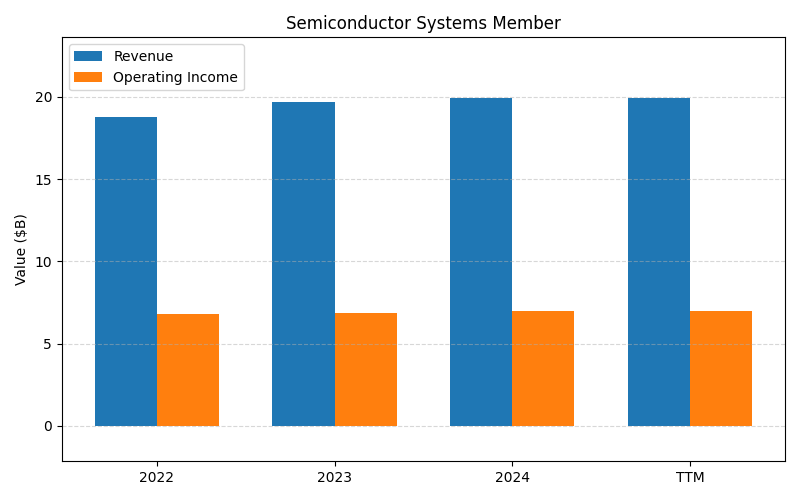 Semiconductor Systems Member
Revenue
Operating Income
Value ($B)
20
15
10
5
0
2022
2023
2024
TTM